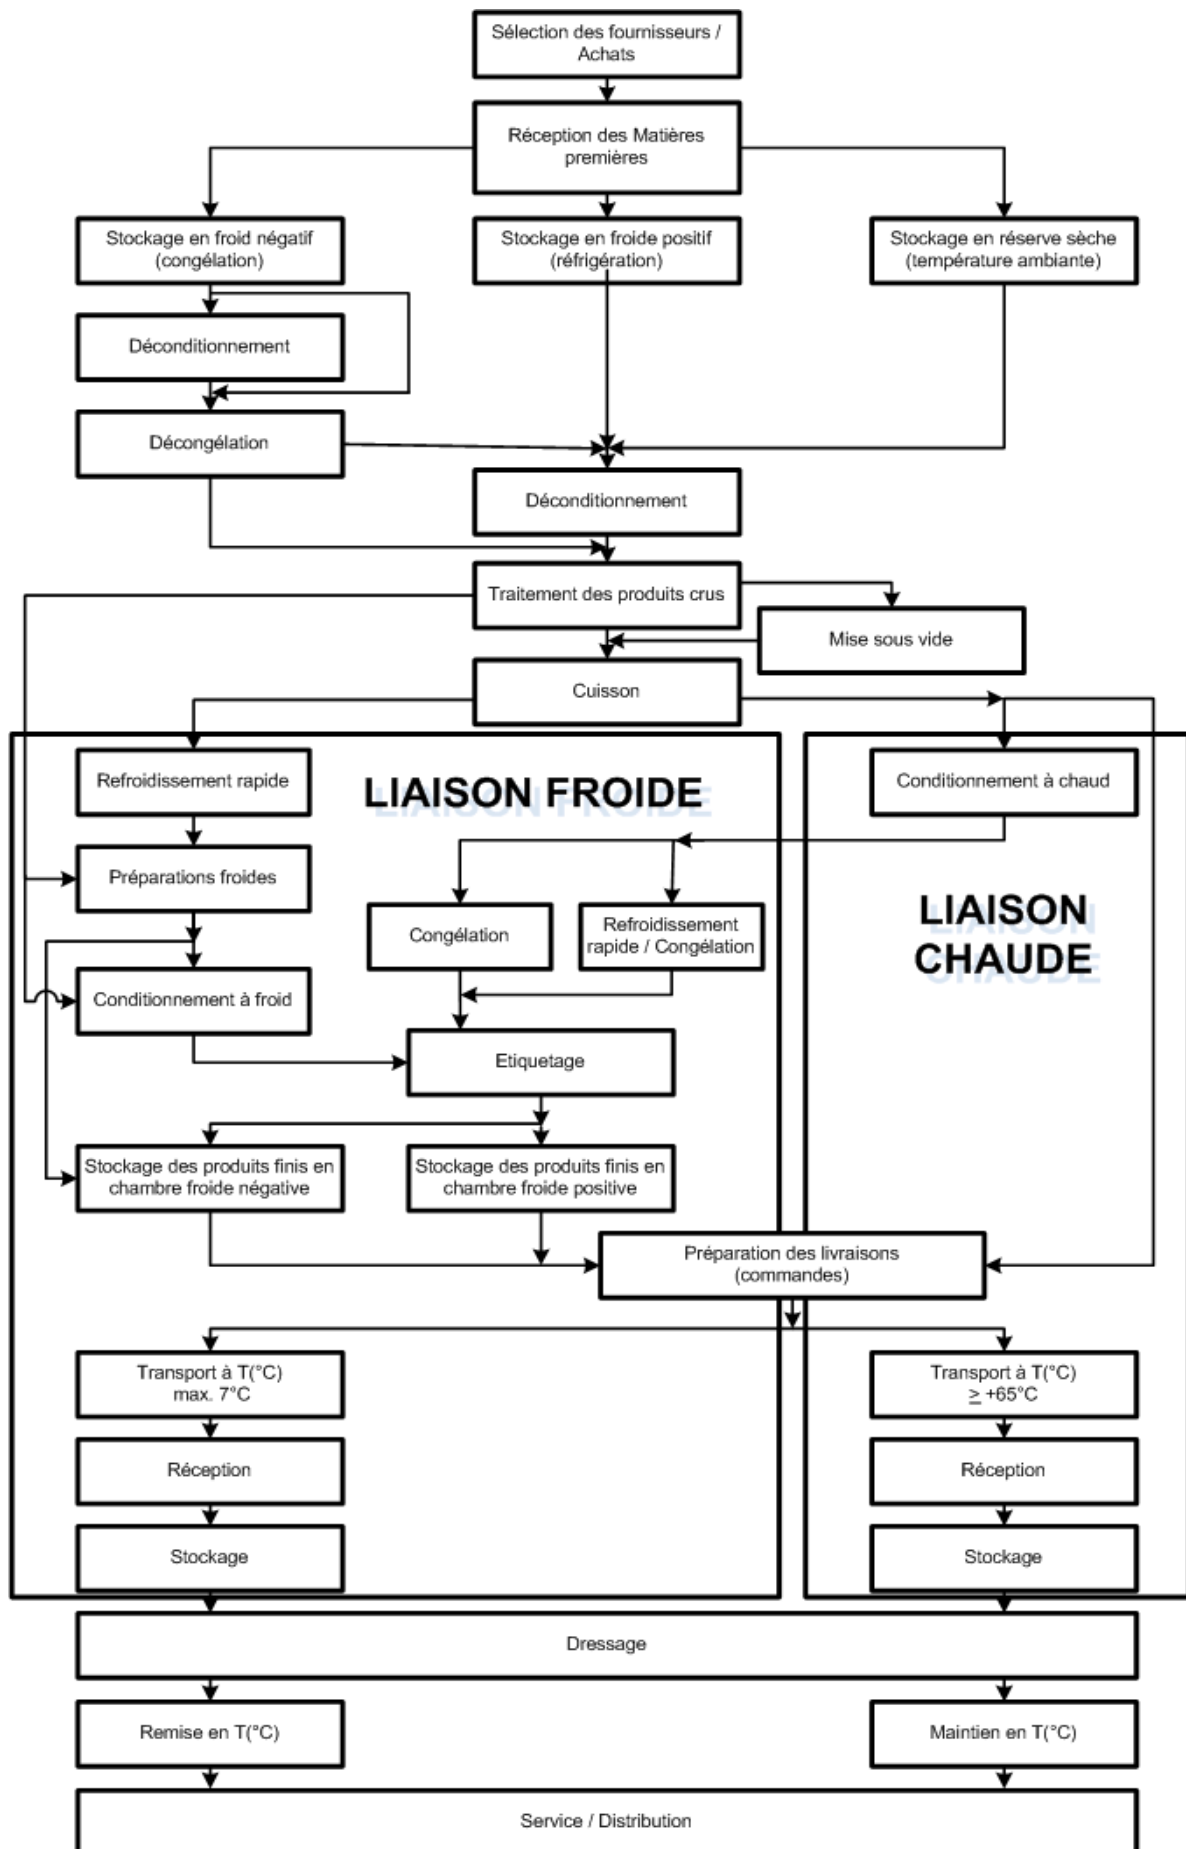 Sélection des fournisseurs /
Achats
Réception des Matières
premières
Stockage en froid négatif
(congélation)
Stockage en froide positif
(réfrigération)
Stockage en réserve sèche
(température ambiante)
Déconditionnement
Décongélation
Déconditionnement
Traitement des produits crus
Mise sous vide
Cuisson
Refroidissement rapide
LIAISON FROIDE
Conditionnement à chaud
Préparations froides
Congélation
Refroidissement
rapide / Congélation
LIAISON
CHAUDE
Conditionnement à froid
Etiquetage
Stockage des produits finis en
chambre froide négative
Stockage des produits finis en
chambre froide positive
Préparation des livraisons
(commandes)
Transport à T(°C)
max. 7°C
Transport à T(°C)
≥ +65°C
Réception
Réception
Stockage
Stockage
Dressage
Remise en T(°C)
Maintien en T(°C)
Service / Distribution